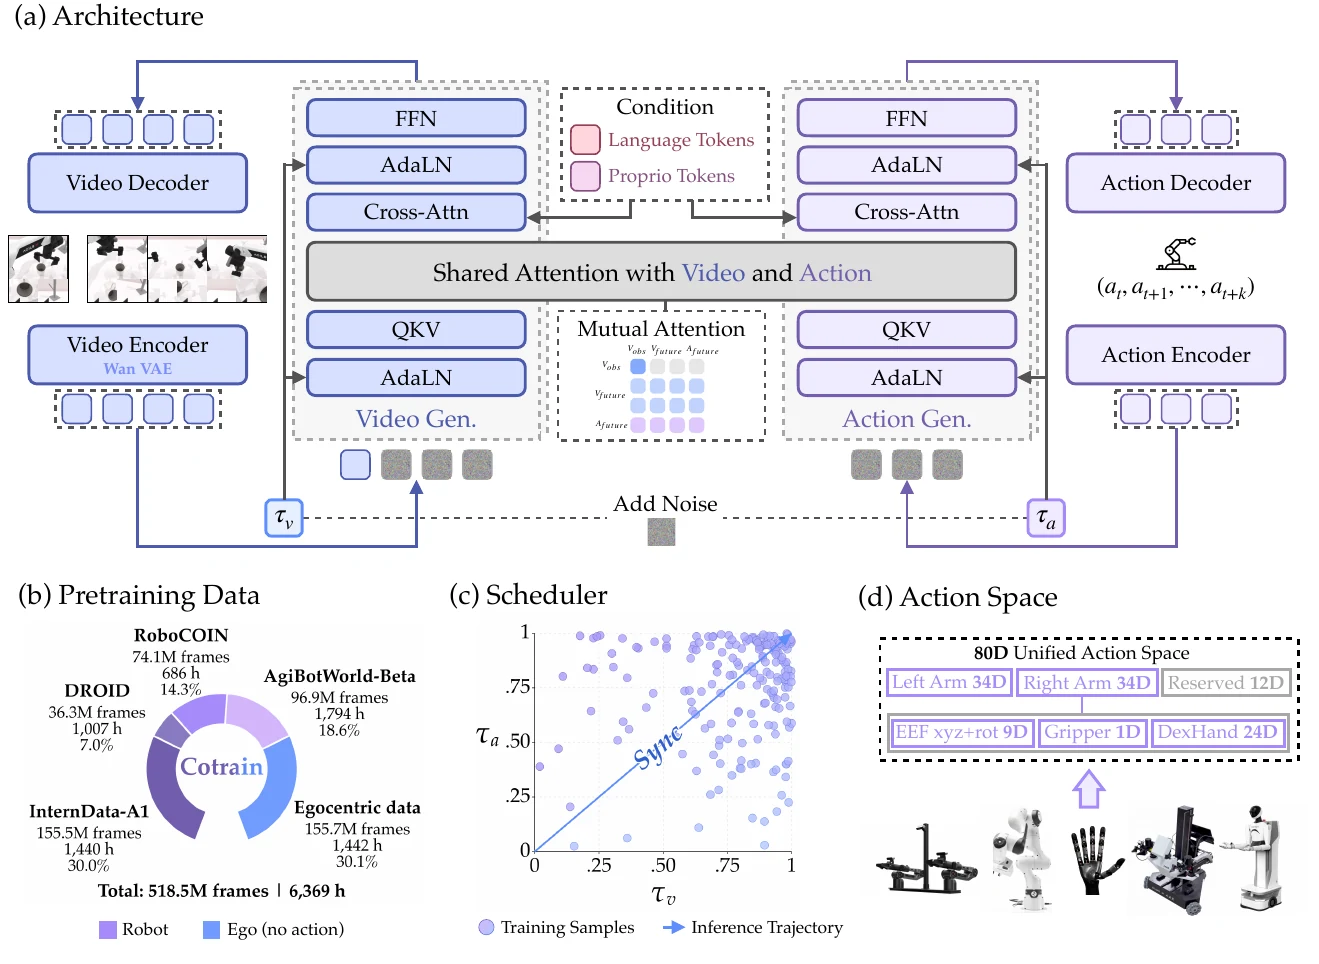 (a) Architecture
FFN
AdaLN
Cross-Attn
Condition
Language Tokens
Proprio Tokens
FFN
AdaLN
Cross-Attn
Video Decoder
Action Decoder
Shared Attention with Video and Action
(a_t, a_{t+1}, ⋯, a_{t+k})
Video Encoder
Wan VAE
QKV
AdaLN
Video Gen.
Mutual Attention
V_obs V_future A_future
V_obs
V_future
A_future
QKV
AdaLN
Action Gen.
Action Encoder
τ_v
Add Noise
τ_a
(b) Pretraining Data
RoboCOIN
74.1M frames
686 h
14.3%
AgiBotWorld-Beta
96.9M frames
1,794 h
18.6%
DROID
36.3M frames
1,007 h
7.0%
Cotrain
InternData-A1
155.5M frames
1,440 h
30.0%
Egocentric data
155.7M frames
1,442 h
30.1%
Total: 518.5M frames | 6,369 h
Robot
Ego (no action)
(c) Scheduler
1
.75
τ_a .50
.25
0
Sync
0 .25 .50 .75 1
τ_v
Training Samples
Inference Trajectory
(d) Action Space
80D Unified Action Space
Left Arm 34D
Right Arm 34D
Reserved 12D
EEF xyz+rot 9D
Gripper 1D
DexHand 24D